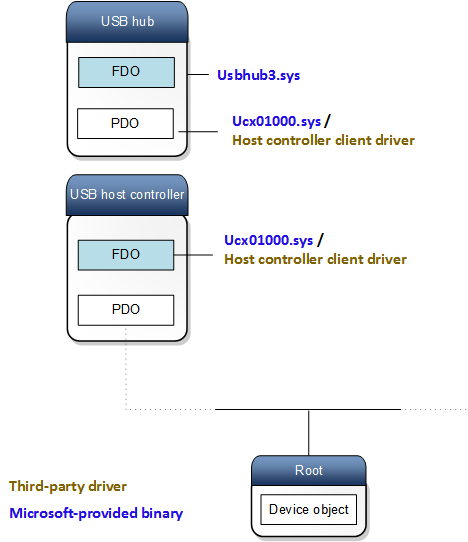 USB hub
FDO
Usbhub3.sys
PDO
Ucx01000.sys /
Host controller client driver
USB host controller
Ucx01000.sys /
FDO
Host controller client driver
PDO
Root
Third-party driver
Device object
Microsoft-provided binary